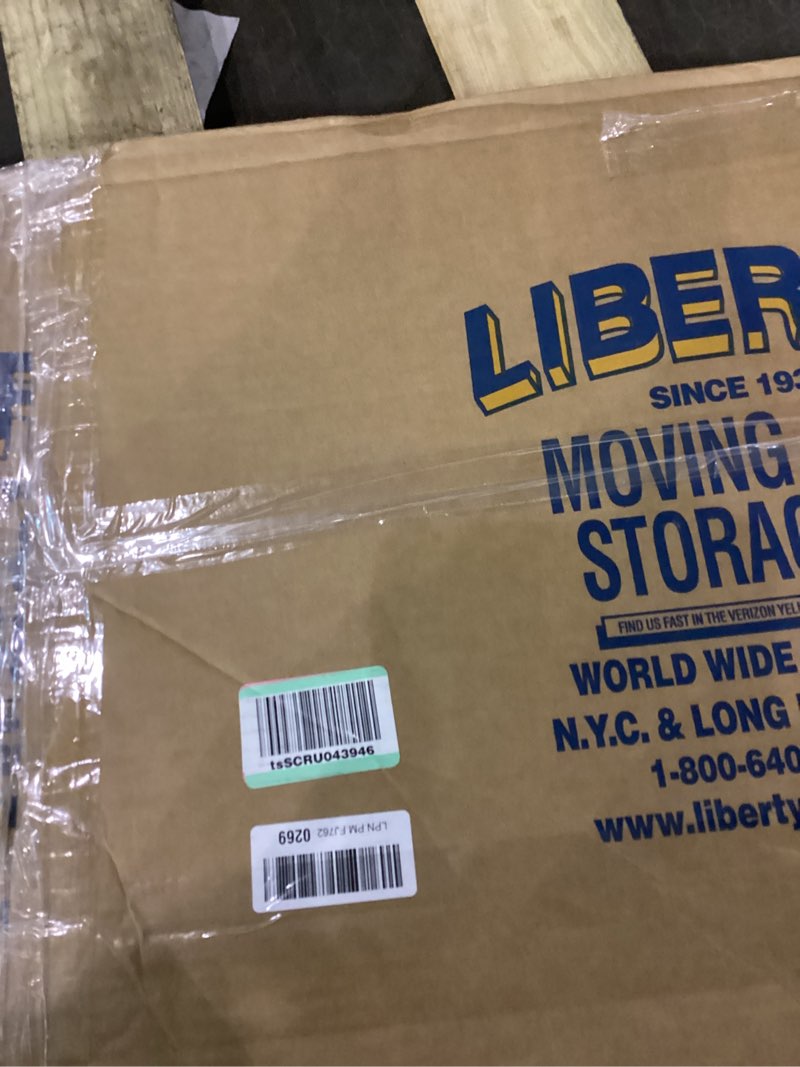 LIBER
SINCE 193
MOVING
STORAG
FIND US FAST IN THE VERIZON YEL
WORLD WIDE
N.Y.C. & LONG
1-800-640
www.liberty
tsSCRU043946
LPN PM FJ762 0269